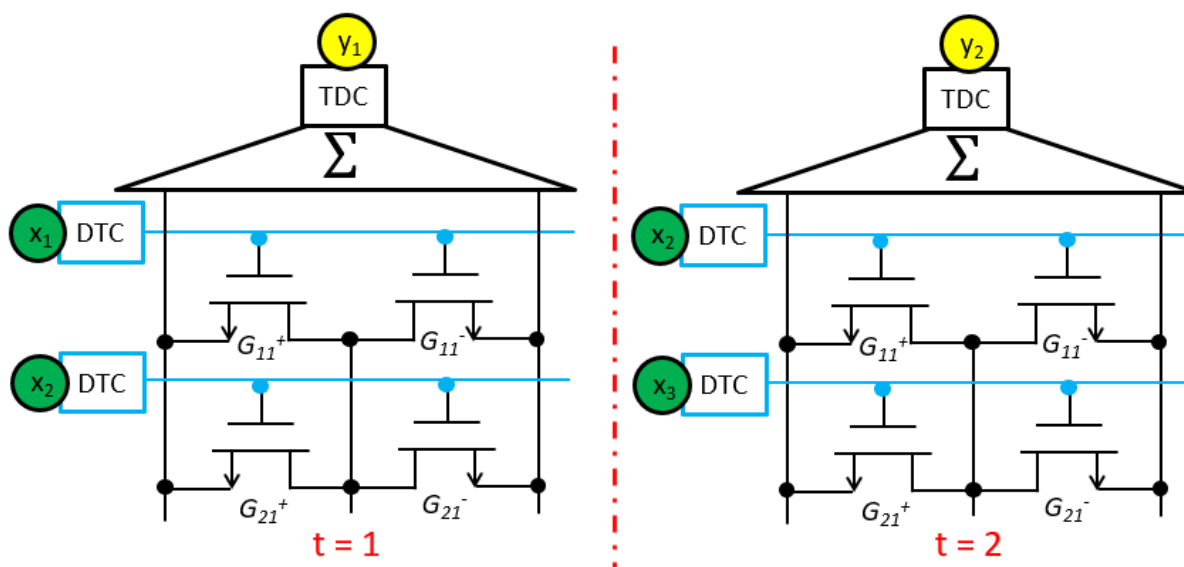 y₁
TDC
Σ
x₁ DTC
G₁₁⁺ G₁₁⁻
x₂ DTC
G₂₁⁺ G₂₁⁻
t = 1
y₂
TDC
Σ
x₂ DTC
G₁₁⁺ G₁₁⁻
x₃ DTC
G₂₁⁺ G₂₁⁻
t = 2